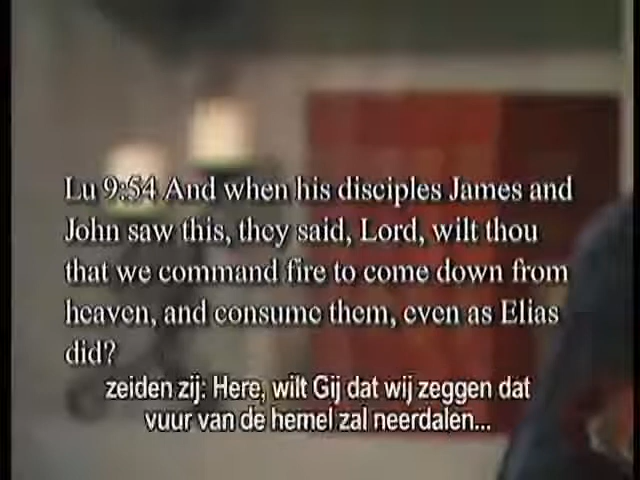 Lu 9:54 And when his disciples James and
John saw this, they said, Lord, wilt thou
that we command fire to come down from
heaven, and consume them, even as Elias
did?
zeiden zij: Here, wilt Gij dat wij zeggen dat
vuur van de hemel zal neerdalen...